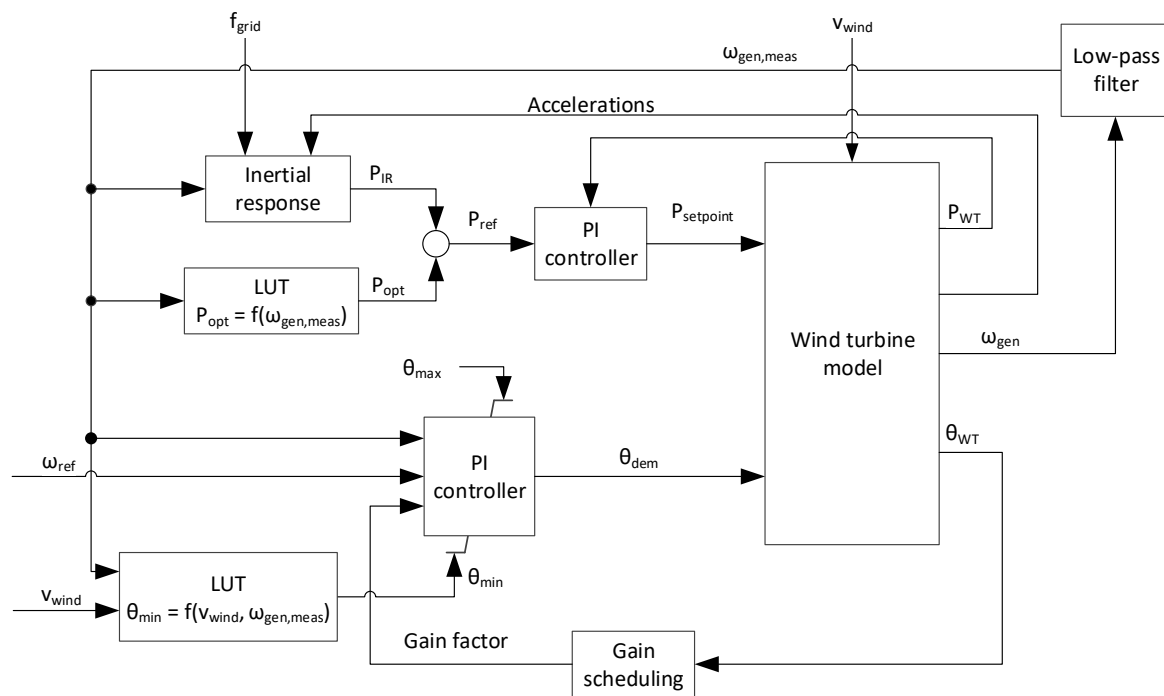 f_grid
v_wind
ω_gen,meas
Low-pass
filter
Accelerations
Inertial
response
P_IR
P_ref
PI
controller
P_setpoint
P_WT
LUT
P_opt = f(ω_gen,meas)
P_opt
Wind turbine
model
ω_gen
θ_max
θ_WT
ω_ref
PI
controller
θ_dem
LUT
θ_min = f(v_wind, ω_gen,meas)
θ_min
v_wind
Gain factor
Gain
scheduling